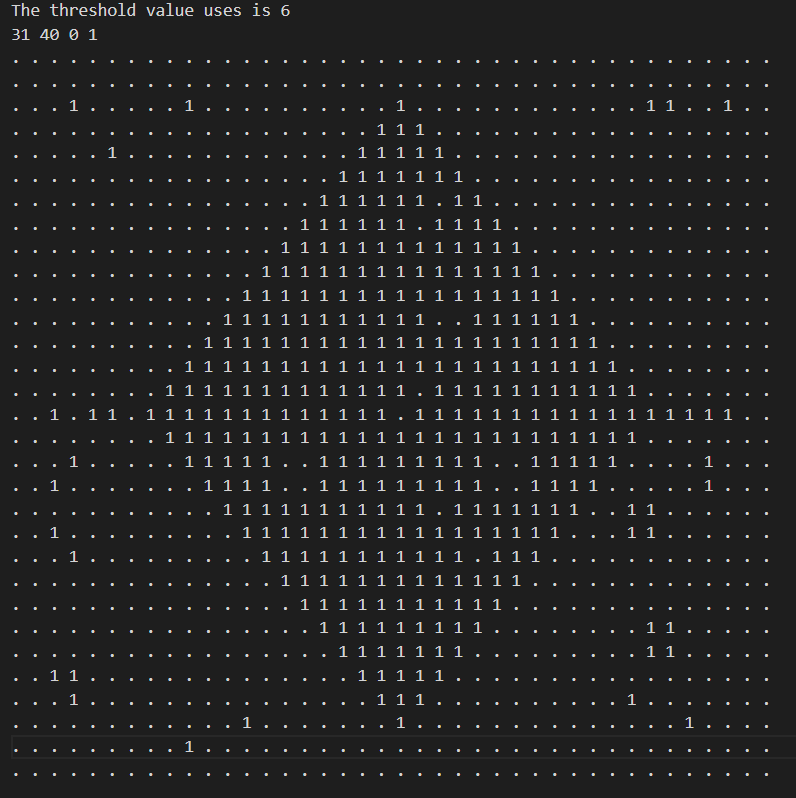 The threshold value uses is 6
31 40 0 1
. . . . . . . . . . . . . . . . . . . . . . . . . . . . . . . . . . . . . . . .
. . . . . . . . . . . . . . . . . . . . . . . . . . . . . . . . . . . . . . . .
. . . 1 . . . . . 1 . . . . . . . . . . 1 . . . . . . . . . . . . 1 1 . . 1 . .
. . . . . . . . . . . . . . . . . . . 1 1 1 . . . . . . . . . . . . . . . . . .
. . . . . 1 . . . . . . . . . . . . 1 1 1 1 1 . . . . . . . . . . . . . . . . .
. . . . . . . . . . . . . . . . . 1 1 1 1 1 1 1 . . . . . . . . . . . . . . . .
. . . . . . . . . . . . . . . . 1 1 1 1 1 1 . 1 1 . . . . . . . . . . . . . . .
. . . . . . . . . . . . . . . 1 1 1 1 1 1 . 1 1 1 1 . . . . . . . . . . . . . .
. . . . . . . . . . . . . . 1 1 1 1 1 1 1 1 1 1 1 1 1 . . . . . . . . . . . . .
. . . . . . . . . . . . . 1 1 1 1 1 1 1 1 1 1 1 1 1 1 1 . . . . . . . . . . . .
. . . . . . . . . . . . 1 1 1 1 1 1 1 1 1 1 1 1 1 1 1 1 1 . . . . . . . . . . .
. . . . . . . . . . . 1 1 1 1 1 1 1 1 1 1 1 . . 1 1 1 1 1 1 . . . . . . . . . .
. . . . . . . . . . 1 1 1 1 1 1 1 1 1 1 1 1 1 1 1 1 1 1 1 1 1 . . . . . . . . .
. . . . . . . . . 1 1 1 1 1 1 1 1 1 1 1 1 1 1 1 1 1 1 1 1 1 1 1 . . . . . . . .
. . . . . . . . 1 1 1 1 1 1 1 1 1 1 1 1 1 . 1 1 1 1 1 1 1 1 1 1 1 . . . . . . .
. . 1 . 1 1 . 1 1 1 1 1 1 1 1 1 1 1 1 1 . 1 1 1 1 1 1 1 1 1 1 1 1 1 1 1 1 1 . .
. . . . . . . . 1 1 1 1 1 1 1 1 1 1 1 1 1 1 1 1 1 1 1 1 1 1 1 1 1 . . . . . . .
. . . 1 . . . . . 1 1 1 1 1 . . 1 1 1 1 1 1 1 1 1 . . 1 1 1 1 1 . . . . 1 . . .
. . 1 . . . . . . . 1 1 1 1 . . 1 1 1 1 1 1 1 1 1 . . 1 1 1 1 . . . . . 1 . . .
. . . . . . . . . . . 1 1 1 1 1 1 1 1 1 1 1 . 1 1 1 1 1 1 1 . . 1 1 . . . . . .
. . 1 . . . . . . . . . 1 1 1 1 1 1 1 1 1 1 1 1 1 1 1 1 1 . . . 1 1 . . . . . .
. . . 1 . . . . . . . . . 1 1 1 1 1 1 1 1 1 1 1 . 1 1 1 . . . . . . . . . . . .
. . . . . . . . . . . . . . 1 1 1 1 1 1 1 1 1 1 1 1 1 . . . . . . . . . . . . .
. . . . . . . . . . . . . . . 1 1 1 1 1 1 1 1 1 1 1 . . . . . . . . . . . . . .
. . . . . . . . . . . . . . . . 1 1 1 1 1 1 1 1 1 . . . . . . . . 1 1 . . . . .
. . . . . . . . . . . . . . . . . 1 1 1 1 1 1 1 . . . . . . . . . 1 1 . . . . .
. . 1 1 . . . . . . . . . . . . . . 1 1 1 1 1 . . . . . . . . . . . . . . . . .
. . . 1 . . . . . . . . . . . . . . . 1 1 1 . . . . . . . . . . 1 . . . . . . .
. . . . . . . . . . . . 1 . . . . . . . 1 . . . . . . . . . . . . . . 1 . . . .
. . . . . . . . . 1 . . . . . . . . . . . . . . . . . . . . . . . . . . . . . .
. . . . . . . . . . . . . . . . . . . . . . . . . . . . . . . . . . . . . . . .